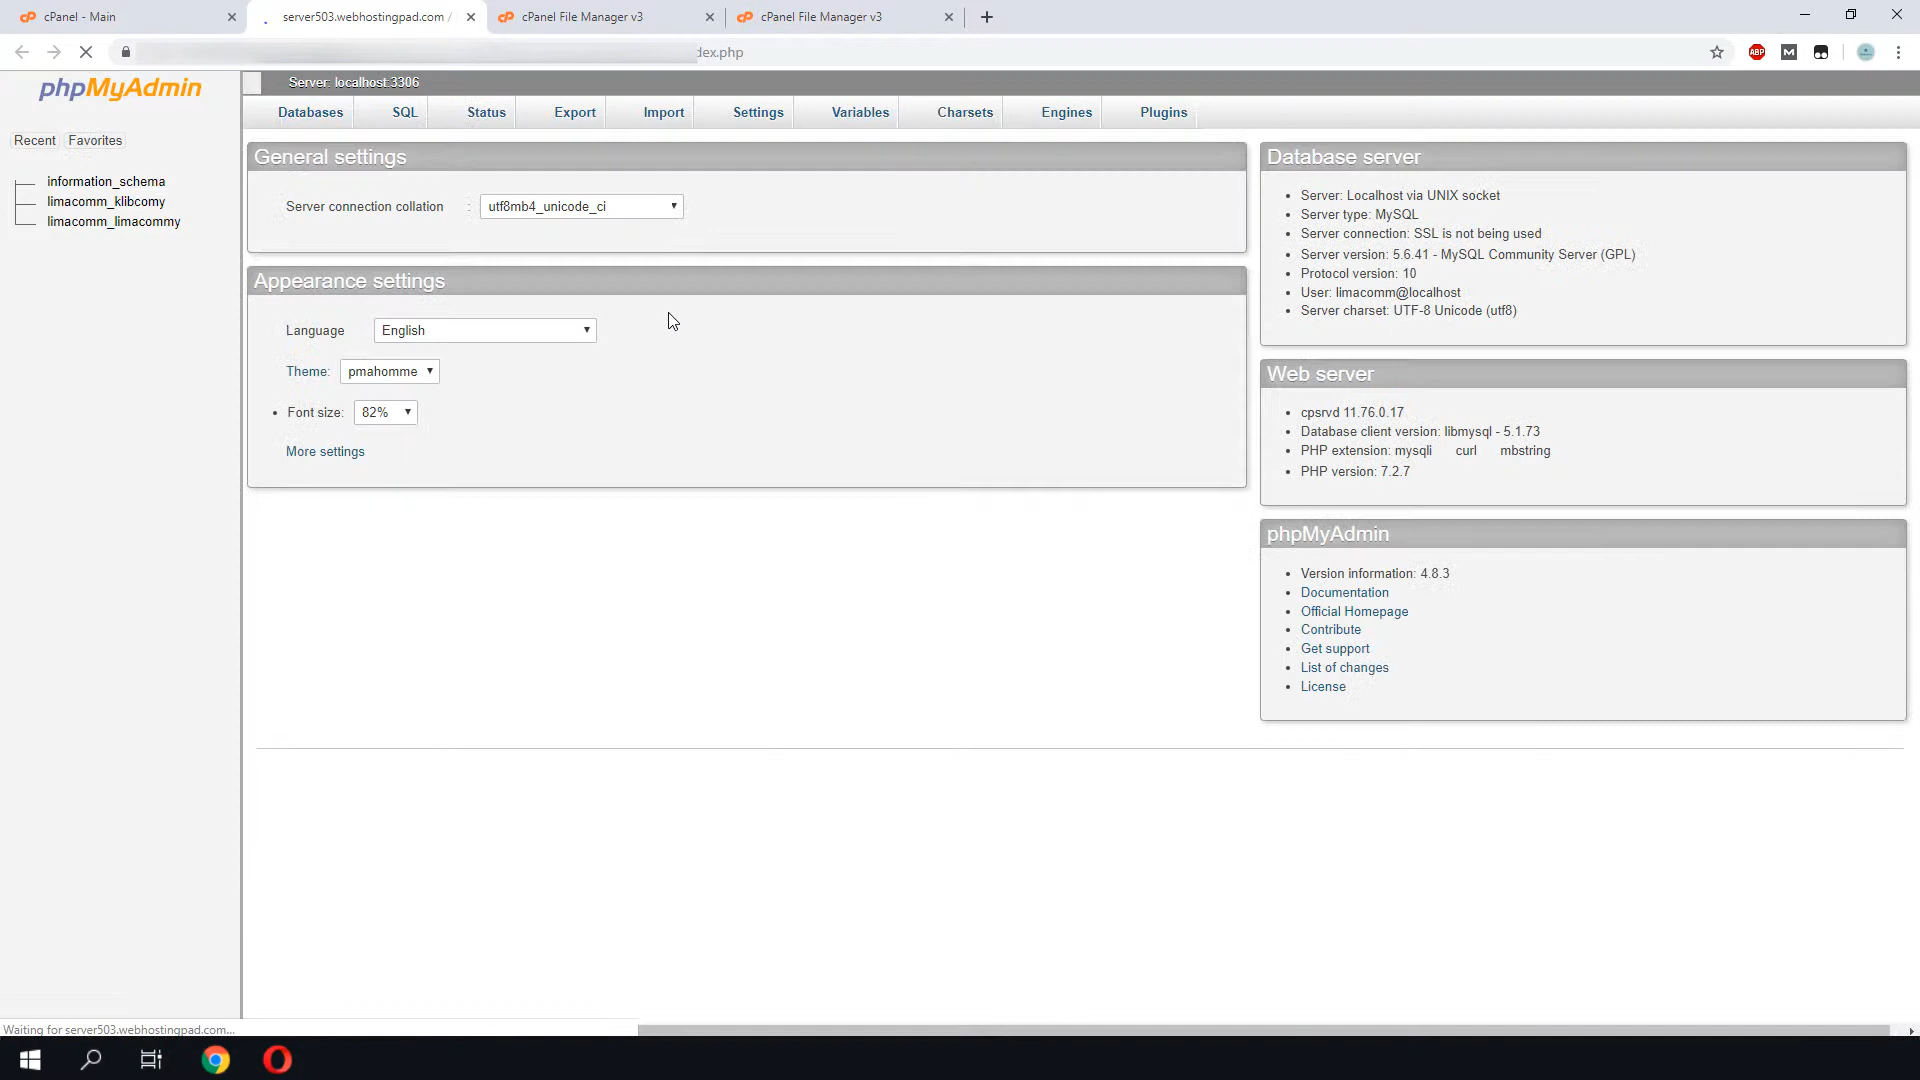 cPanel - Main
server503.webhostingpad.com /
cPanel File Manager v3
cPanel File Manager v3
dex.php
ABP
phpMyAdmin
Server: localhost:3306
Databases
SQL
Status
Export
Import
Settings
Variables
Charsets
Engines
Plugins
Recent
Favorites
information_schema
limacomm_klibcomy
limacomm_limacommy
General settings
Server connection collation : utf8mb4_unicode_ci
Appearance settings
Language English
Theme: pmahomme
Font size: 82%
More settings
Database server
Server: Localhost via UNIX socket
Server type: MySQL
Server connection: SSL is not being used
Server version: 5.6.41 - MySQL Community Server (GPL)
Protocol version: 10
User: limacomm@localhost
Server charset: UTF-8 Unicode (utf8)
Web server
cpsrvd 11.76.0.17
Database client version: libmysql - 5.1.73
PHP extension: mysqli curl mbstring
PHP version: 7.2.7
phpMyAdmin
Version information: 4.8.3
Documentation
Official Homepage
Contribute
Get support
List of changes
License
Waiting for server503.webhostingpad.com...